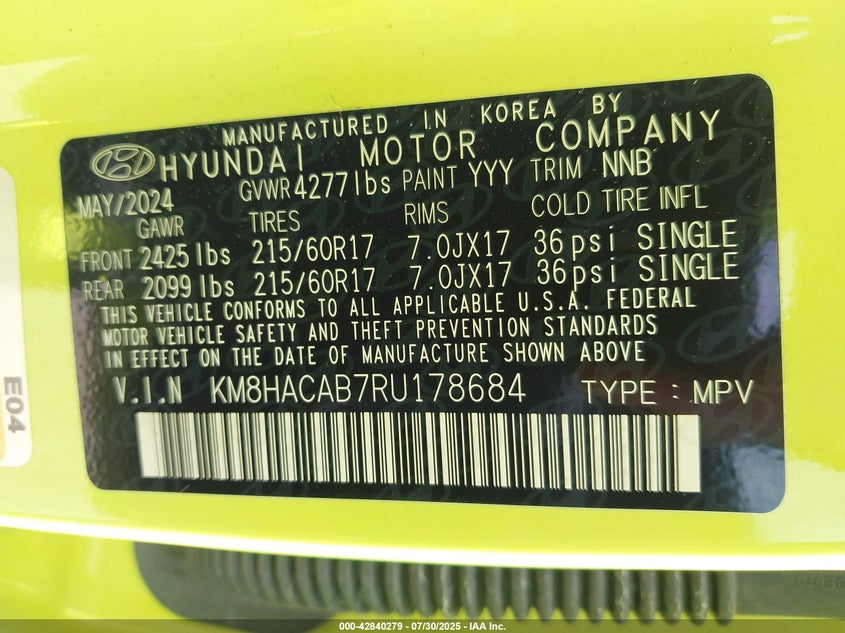 MANUFACTURED IN KOREA BY
HYUNDAI MOTOR COMPANY
MAY/2024 GVWR 4277 lbs PAINT YYY TRIM NNB
GAWR TIRES RIMS COLD TIRE INFL
FRONT 2425 lbs 215/60R17 7.0JX17 36 psi SINGLE
REAR 2099 lbs 215/60R17 7.0JX17 36 psi SINGLE
THIS VEHICLE CONFORMS TO ALL APPLICABLE U.S.A. FEDERAL
MOTOR VEHICLE SAFETY AND THEFT PREVENTION STANDARDS
IN EFFECT ON THE DATE OF MANUFACTURE SHOWN ABOVE
V.I.N KM8HACAB7RU178684 TYPE : MPV
E04
000-42840279 - 07/30/2025 - IAA Inc.